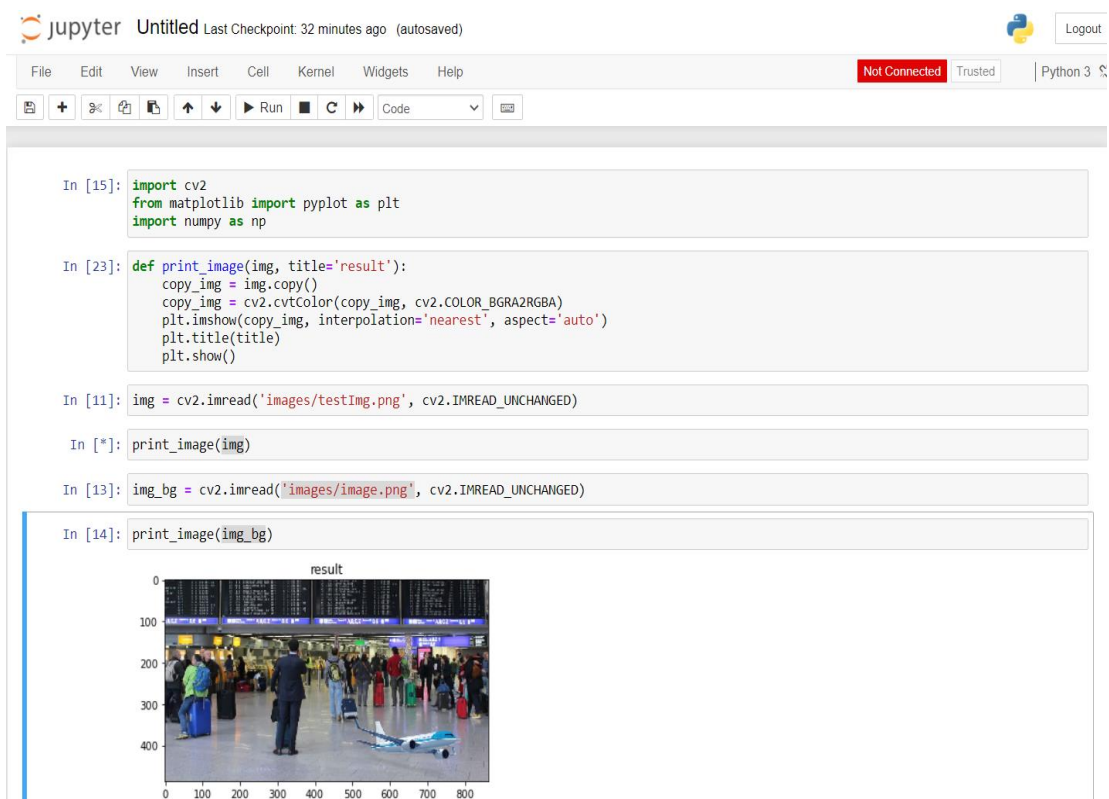 jupyter Untitled Last Checkpoint: 32 minutes ago (autosaved)
Logout
File Edit View Insert Cell Kernel Widgets Help
Not Connected Trusted Python 3
Run Code
In [15]: import cv2
from matplotlib import pyplot as plt
import numpy as np
In [23]: def print_image(img, title='result'):
    copy_img = img.copy()
    copy_img = cv2.cvtColor(copy_img, cv2.COLOR_BGRA2RGBA)
    plt.imshow(copy_img, interpolation='nearest', aspect='auto')
    plt.title(title)
    plt.show()
In [11]: img = cv2.imread('images/testImg.png', cv2.IMREAD_UNCHANGED)
In [*]: print_image(img)
In [13]: img_bg = cv2.imread('images/image.png', cv2.IMREAD_UNCHANGED)
In [14]: print_image(img_bg)
result
0
100
200
300
400
0 100 200 300 400 500 600 700 800